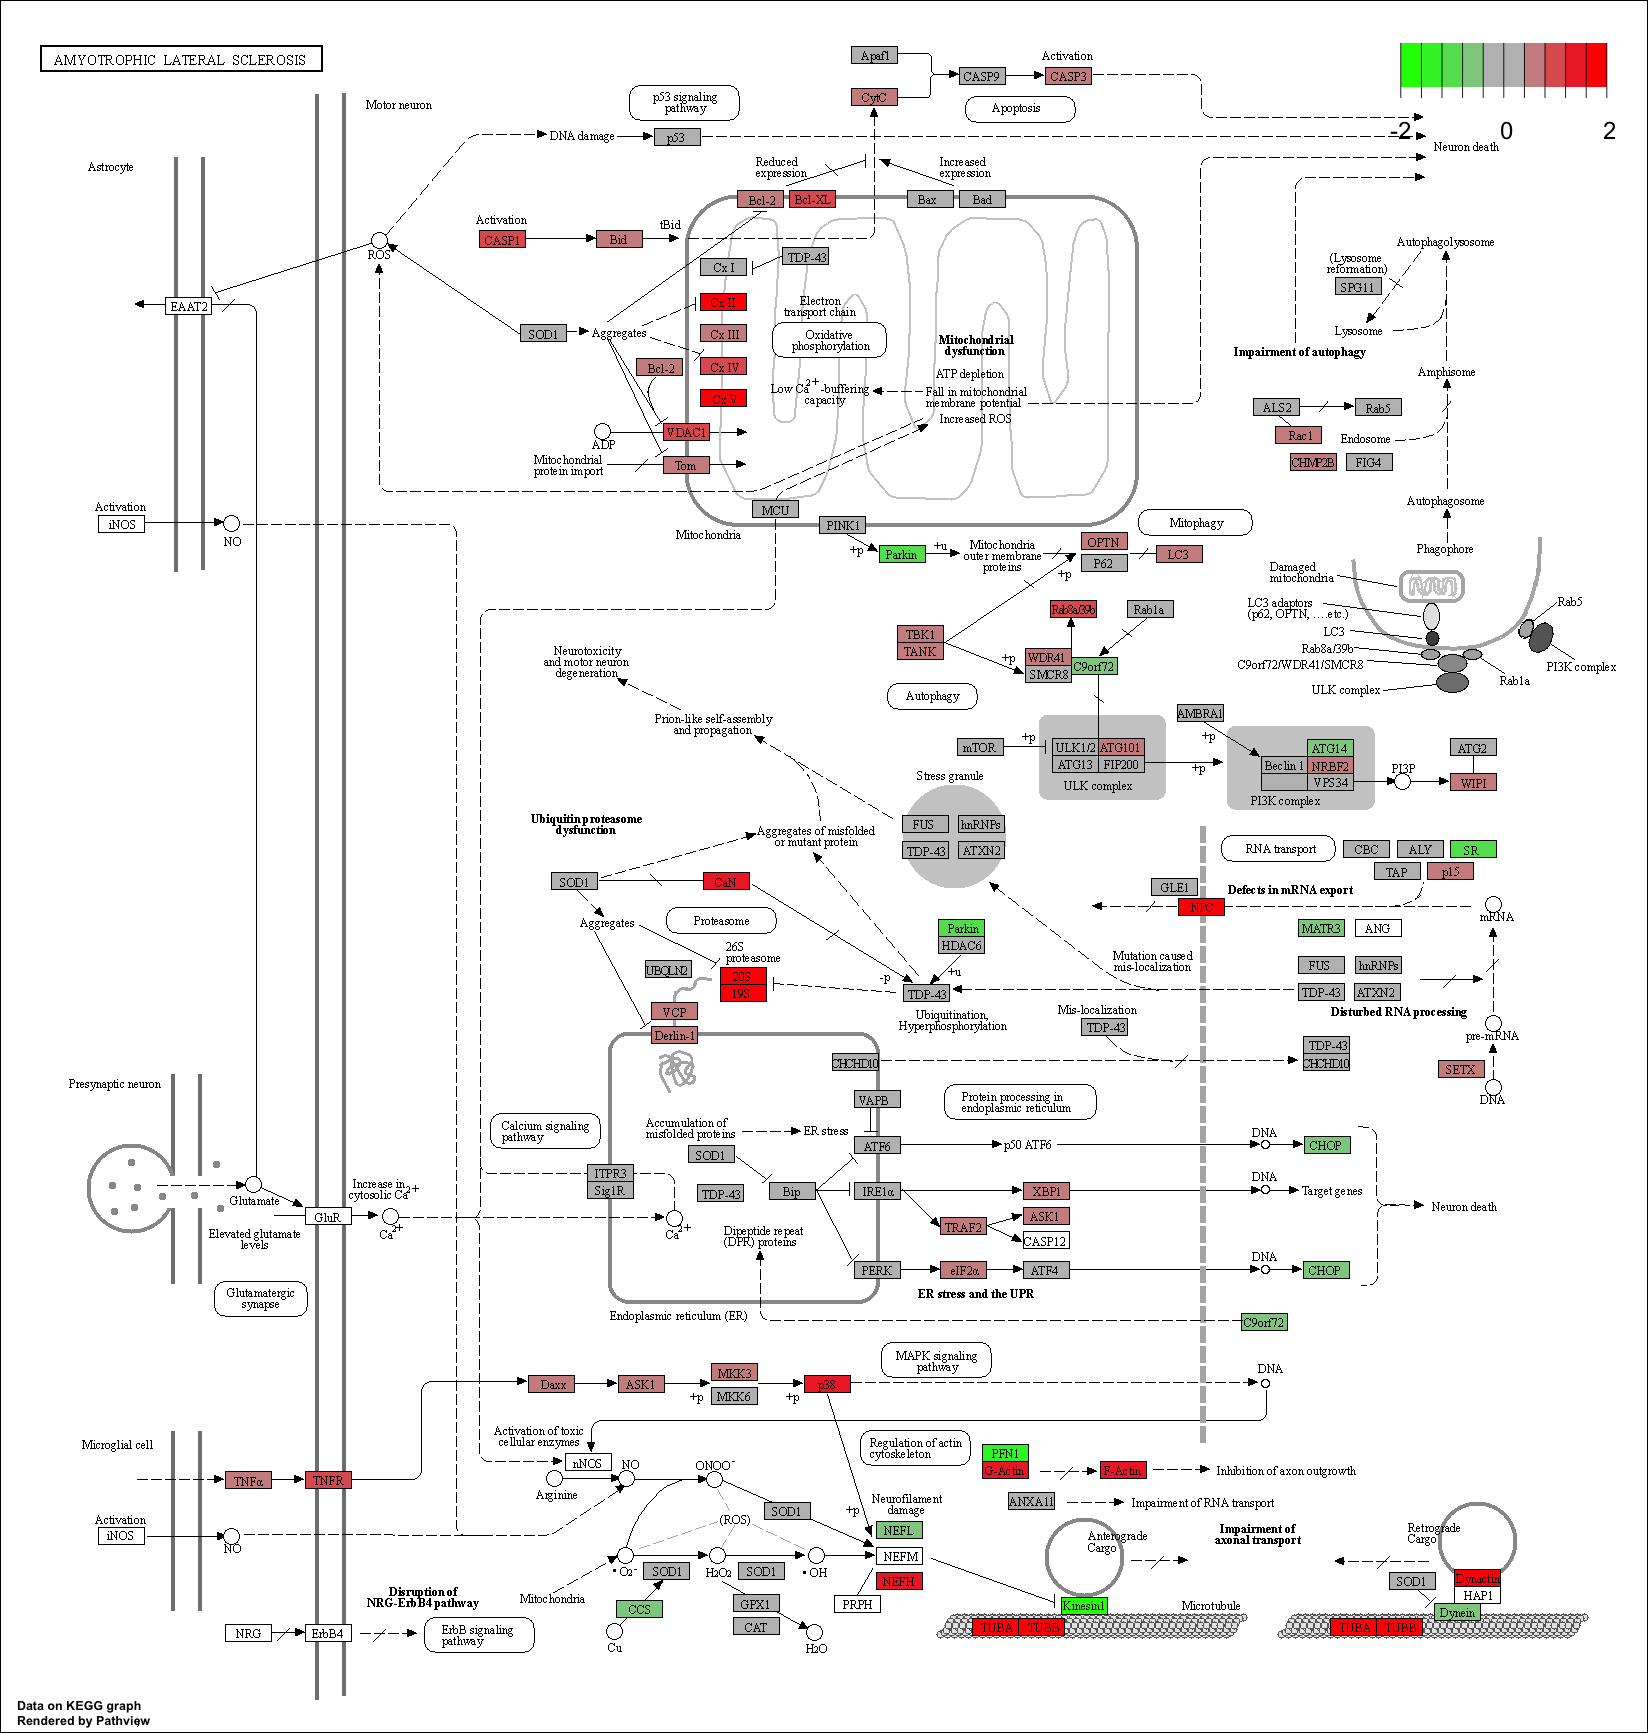 AMYOTROPHIC LATERAL SCLEROSIS
-2 0 2
Motor neuron
Astrocyte
p53 signaling
pathway
Apaf1
CytC
CASP9
Activation
CASP3
Apoptosis
DNA damage
p53
Neuron death
Reduced
expression
Increased
expression
Bcl-2
Bcl-XL
Bax
Bad
Activation
CASP1
Bid
tBid
ROS
EAAT2
Cx I
TDP-43
Cx II
Cx III
Cx IV
Cx V
Electron
transport chain
Oxidative
phosphorylation
Mitochondrial
dysfunction
ATP depletion
Low Ca2+-buffering
capacity
Fall in mitochondrial
membrane potential
Increased ROS
SOD1
Aggregates
Bcl-2
VDAC1
ADP
Mitochondrial
protein import
Tom
MCU
Mitochondria
Autophagolysosome
(Lysosome
reformation)
SPG11
Lysosome
Impairment of autophagy
Amphisome
ALS2
Rab5
Rac1
Endosome
CHMP2B
FIG4
Autophagosome
Phagophore
Activation
iNOS
NO
PINK1
+p
Parkin
+u
Mitochondria
outer membrane
proteins
+p
OPTN
P62
LC3
Mitophagy
Damaged
mitochondria
LC3 adaptors
(p62, OPTN, ....etc.)
LC3
Rab8a/39b
C9orf72/WDR41/SMCR8
ULK complex
Rab5
PI3K complex
Rab1a
Rab8a/39b
Rab1a
TBK1
TANK
+p
WDR41
SMCR8
C9orf72
Autophagy
Neurotoxicity
and motor neuron
degeneration
Prion-like self-assembly
and propagation
mTOR
+p
ULK1/2
ATG101
ATG13
FIP200
ULK complex
+p
AMBRA1
+p
ATG14
Beclin 1
NRBF2
VPS34
PI3K complex
PI3P
ATG2
WIPI
Stress granule
FUS
hnRNPs
TDP-43
ATXN2
Ubiquitin proteasome
dysfunction
Aggregates of misfolded
or mutant protein
SOD1
CaN
Aggregates
Proteasome
26S
proteasome
UBQLN2
20S
19S
VCP
Derlin-1
-p
Parkin
HDAC6
+u
TDP-43
Ubiquitination,
Hyperphosphorylation
RNA transport
CBC
ALY
SR
TAP
p15
GLE1
Defects in mRNA export
NPC
mRNA
MATR3
ANG
FUS
hnRNPs
TDP-43
ATXN2
Mutation caused
mis-localization
Disturbed RNA processing
pre-mRNA
Mis-localization
TDP-43
TDP-43
CHCHD10
SETX
DNA
CHCHD10
Presynaptic neuron
Calcium signaling
pathway
VAPB
Protein processing in
endoplasmic reticulum
Accumulation of
misfolded proteins
ER stress
ATF6
p50 ATF6
DNA
CHOP
SOD1
ITPR3
Sig1R
TDP-43
Bip
IRE1α
XBP1
DNA
Target genes
TRAF2
ASK1
CASP12
Neuron death
Glutamate
Increase in
cytosolic Ca2+
GluR
Ca2+
Ca2+
Elevated glutamate
levels
Dipeptide repeat
(DPR) proteins
PERK
eIF2α
ATF4
DNA
CHOP
ER stress and the UPR
Glutamatergic
synapse
Endoplasmic reticulum (ER)
C9orf72
MAPK signaling
pathway
Daxx
ASK1
+p
MKK3
MKK6
+p
p38
DNA
Microglial cell
TNFα
TNFR
Activation of toxic
cellular enzymes
nNOS
Arginine
NO
ONOO-
Regulation of actin
cytoskeleton
PFN1
G-Actin
F-Actin
Inhibition of axon outgrowth
ANXA11
Impairment of RNA transport
Activation
iNOS
NO
SOD1
(ROS)
+p
Neurofilament
damage
NEFL
NEFM
NEFH
PRPH
•O2-
SOD1
H2O2
SOD1
•OH
Mitochondria
CCS
Cu
GPX1
CAT
H2O
Anterograde
Cargo
Impairment of
axonal transport
Retrograde
Cargo
Dynactin
SOD1
HAP1
Dynein
Kinesin1
Microtubule
TUBA
TUBB
TUBA
TUBB
Disruption of
NRG-ErbB4 pathway
NRG
ErbB4
ErbB signaling
pathway
Data on KEGG graph
Rendered by Pathview